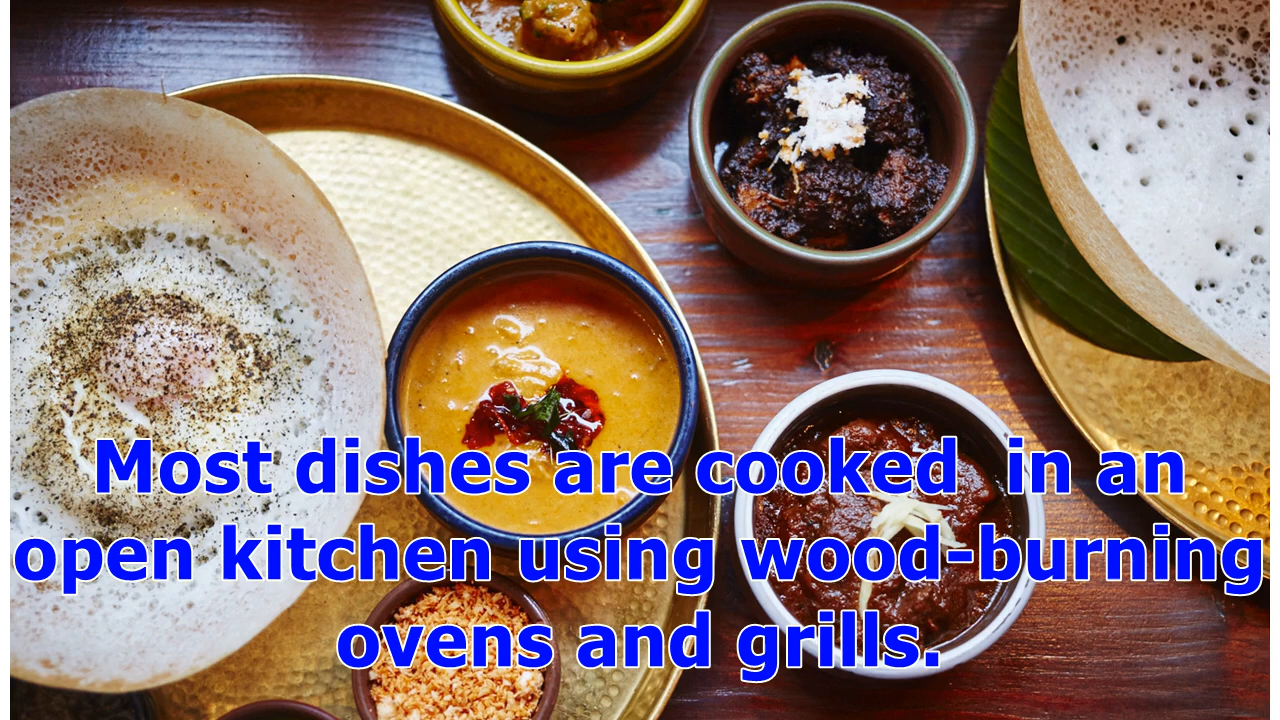 Most dishes are cooked  in an
open kitchen using wood-burning
ovens and grills.